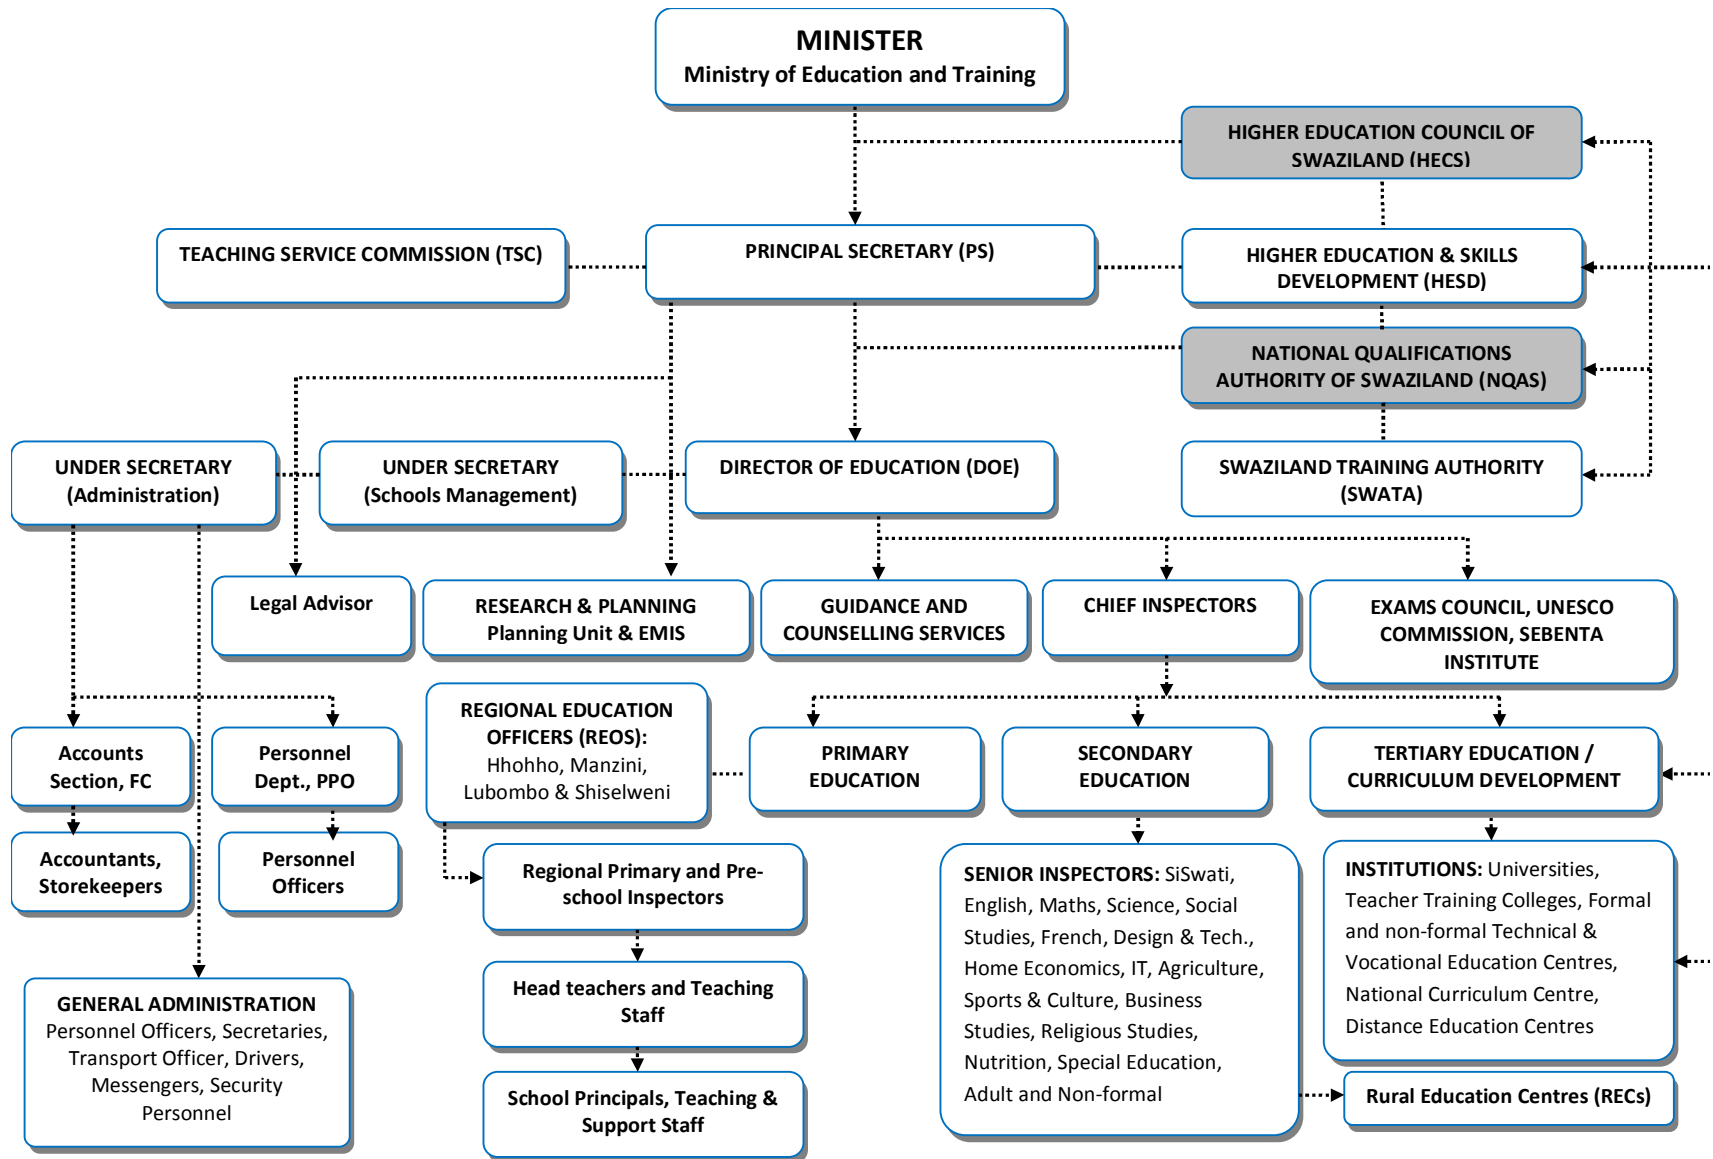 MINISTER
Ministry of Education and Training
HIGHER EDUCATION COUNCIL OF
SWAZILAND (HECS)
TEACHING SERVICE COMMISSION (TSC)
PRINCIPAL SECRETARY (PS)
HIGHER EDUCATION & SKILLS
DEVELOPMENT (HESD)
NATIONAL QUALIFICATIONS
AUTHORITY OF SWAZILAND (NQAS)
UNDER SECRETARY
(Administration)
UNDER SECRETARY
(Schools Management)
DIRECTOR OF EDUCATION (DOE)
SWAZILAND TRAINING AUTHORITY
(SWATA)
Legal Advisor
RESEARCH & PLANNING
Planning Unit & EMIS
GUIDANCE AND
COUNSELLING SERVICES
CHIEF INSPECTORS
EXAMS COUNCIL, UNESCO
COMMISSION, SEBENTA
INSTITUTE
REGIONAL EDUCATION
OFFICERS (REOS):
Hhohho, Manzini,
Lubombo & Shiselweni
Accounts
Section, FC
Personnel
Dept., PPO
PRIMARY
EDUCATION
SECONDARY
EDUCATION
TERTIARY EDUCATION /
CURRICULUM DEVELOPMENT
Accountants,
Storekeepers
Personnel
Officers
Regional Primary and Pre-
school Inspectors
SENIOR INSPECTORS: SiSwati,
English, Maths, Science, Social
Studies, French, Design & Tech.,
Home Economics, IT, Agriculture,
Sports & Culture, Business
Studies, Religious Studies,
Nutrition, Special Education,
Adult and Non-formal
INSTITUTIONS: Universities,
Teacher Training Colleges, Formal
and non-formal Technical &
Vocational Education Centres,
National Curriculum Centre,
Distance Education Centres
GENERAL ADMINISTRATION
Personnel Officers, Secretaries,
Transport Officer, Drivers,
Messengers, Security
Personnel
Head teachers and Teaching
Staff
School Principals, Teaching &
Support Staff
Rural Education Centres (RECs)